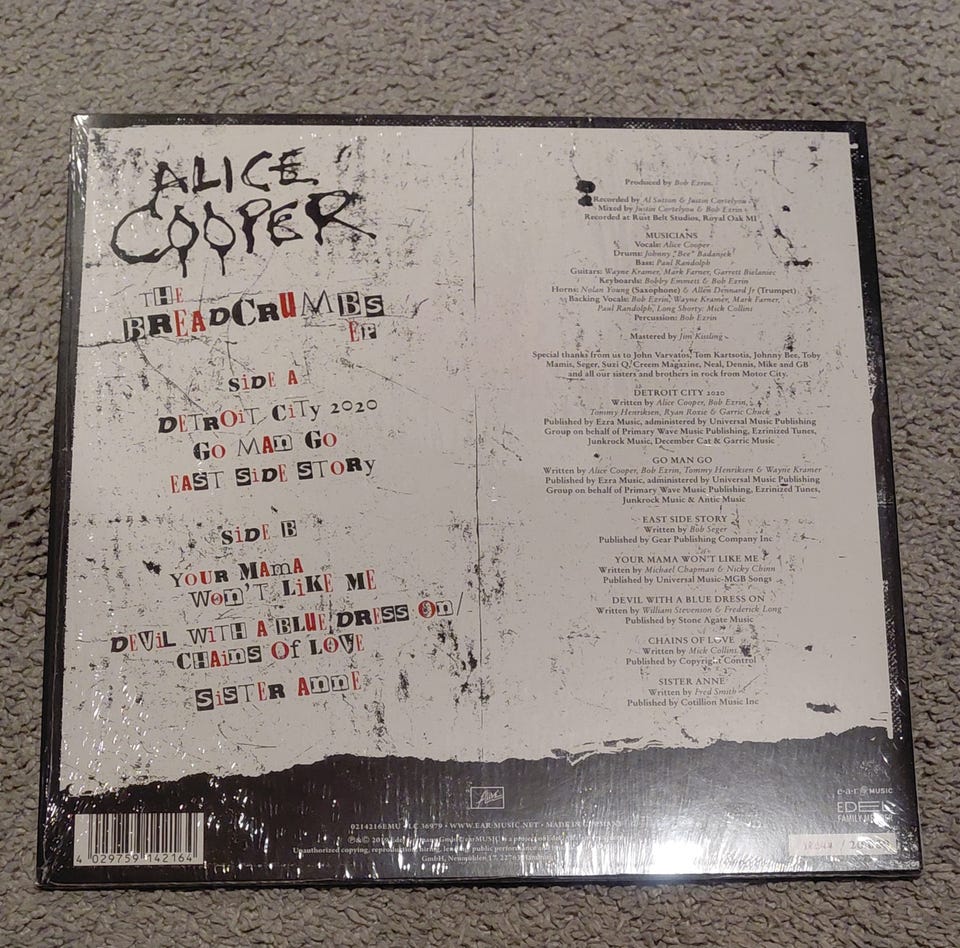 ALICE
COOPER
THE
BREADCRUMBS
EP
SiDE A
DETROiT CiTy 2020
GO MAn GO
EAST SiDE STORy
SiDE B
YOUR MAmA
Won'T LiKE ME
DEViL WiTH A BLUE DRESS On/
CHAinS Of LOVE
SiSTER Anne
Produced by Bob Ezrin
Recorded by Al Sutton & Justin Cortelyou
Mixed by Justin Cortelyou & Bob Ezrin
Recorded at Rust Belt Studios, Royal Oak MI
MUSICIANS
Vocals: Alice Cooper
Drums: Johnny "Bee" Badanjek
Bass: Paul Randolph
Guitars: Wayne Kramer, Mark Farner, Garrett Bielaniec
Keyboards: Bobby Emmett & Bob Ezrin
Horns: Nolan Young (Saxophone) & Allen Dennard Jr (Trumpet)
Backing Vocals: Bob Ezrin, Wayne Kramer, Mark Farner,
Paul Randolph, Long Shorty: Mick Collins
Percussion: Bob Ezrin
Mastered by Jim Kissling
Special thanks from us to John Varvatos, Tom Kartsotis, Johnny Bee, Toby
Mamis, Seger, Suzi Q, Creem Magazine, Neal, Dennis, Mike and GB
and all our sisters and brothers in rock from Motor City.
DETROIT CITY 2020
Written by Alice Cooper, Bob Ezrin,
Tommy Henriksen, Ryan Roxie & Garric Chuck
Published by Ezra Music, administered by Universal Music Publishing
Group on behalf of Primary Wave Music Publishing, Ezrinized Tunes,
Junkrock Music, December Cat & Garric Music
GO MAN GO
Written by Alice Cooper, Bob Ezrin, Tommy Henriksen & Wayne Kramer
Published by Ezra Music, administered by Universal Music Publishing
Group on behalf of Primary Wave Music Publishing, Ezrinized Tunes,
Junkrock Music & Antic Music
EAST SIDE STORY
Written by Bob Seger
Published by Gear Publishing Company Inc
YOUR MAMA WON'T LIKE ME
Written by Michael Chapman & Nicky Chinn
Published by Universal Music-MGB Songs
DEVIL WITH A BLUE DRESS ON
Written by William Stevenson & Frederick Long
Published by Stone Agate Music
CHAINS OF LOVE
Written by Mick Collins
Published by Copyright Control
SISTER ANNE
Written by Fred Smith
Published by Cotillion Music Inc
Alive
e·a·r MUSIC
EDEL
FAMILY
0214216EMU · LC 36979 · WWW.EAR-MUSIC.NET · MADE IN GERMANY
Unauthorized copying, public performance
GmbH, Neumühlen 17, 22763
4 029759 142164